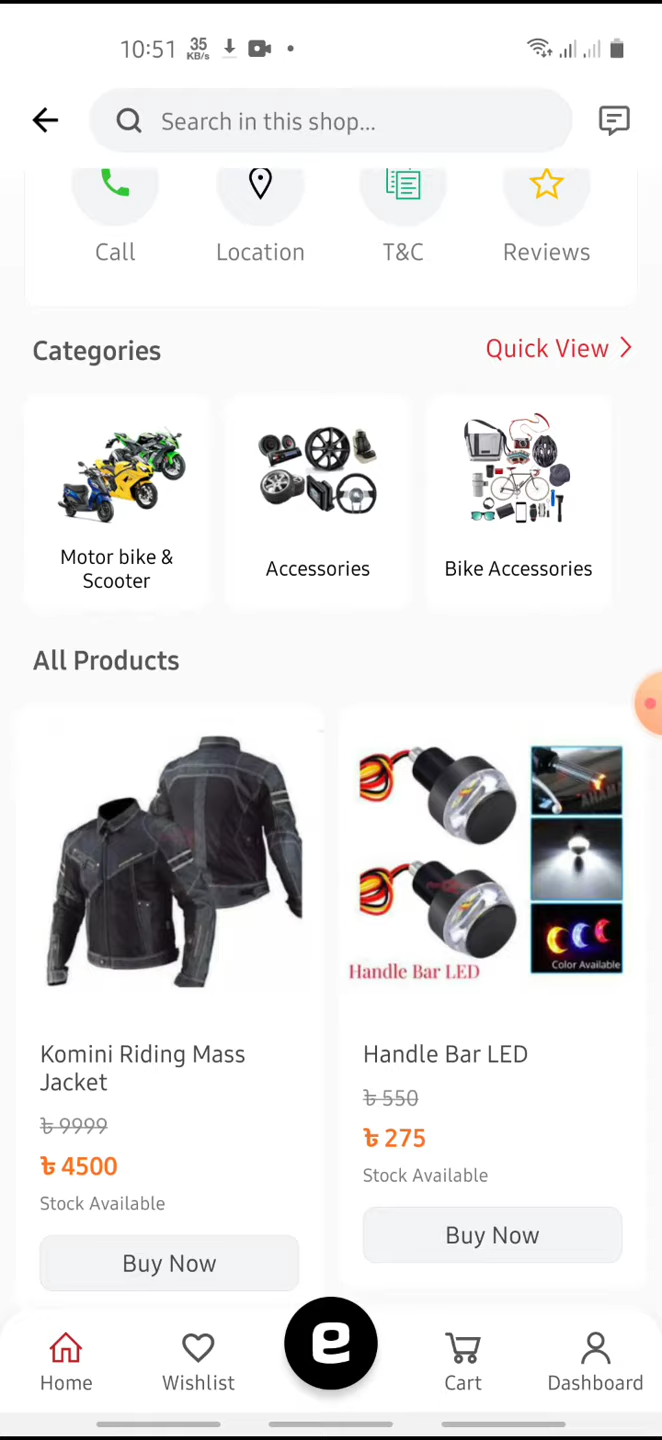 10:51 35 KB/s
Search in this shop...
Call Location T&C Reviews
Categories Quick View
Motor bike &
Scooter
Accessories
Bike Accessories
All Products
Handle Bar LED
Color Available
Komini Riding Mass
Jacket
৳ 9999
৳ 4500
Stock Available
Buy Now
Handle Bar LED
৳ 550
৳ 275
Stock Available
Buy Now
e
Home Wishlist Cart Dashboard